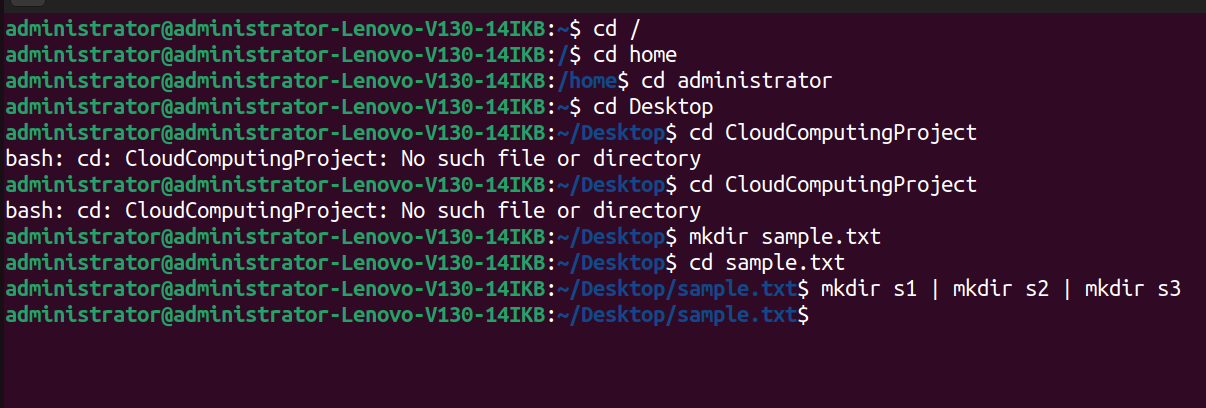 administrator@administrator-Lenovo-V130-14IKB:~$ cd /
administrator@administrator-Lenovo-V130-14IKB:/$ cd home
administrator@administrator-Lenovo-V130-14IKB:/home$ cd administrator
administrator@administrator-Lenovo-V130-14IKB:~$ cd Desktop
administrator@administrator-Lenovo-V130-14IKB:~/Desktop$ cd CloudComputingProject
bash: cd: CloudComputingProject: No such file or directory
administrator@administrator-Lenovo-V130-14IKB:~/Desktop$ cd CloudComputingProject
bash: cd: CloudComputingProject: No such file or directory
administrator@administrator-Lenovo-V130-14IKB:~/Desktop$ mkdir sample.txt
administrator@administrator-Lenovo-V130-14IKB:~/Desktop$ cd sample.txt
administrator@administrator-Lenovo-V130-14IKB:~/Desktop/sample.txt$ mkdir s1 | mkdir s2 | mkdir s3
administrator@administrator-Lenovo-V130-14IKB:~/Desktop/sample.txt$